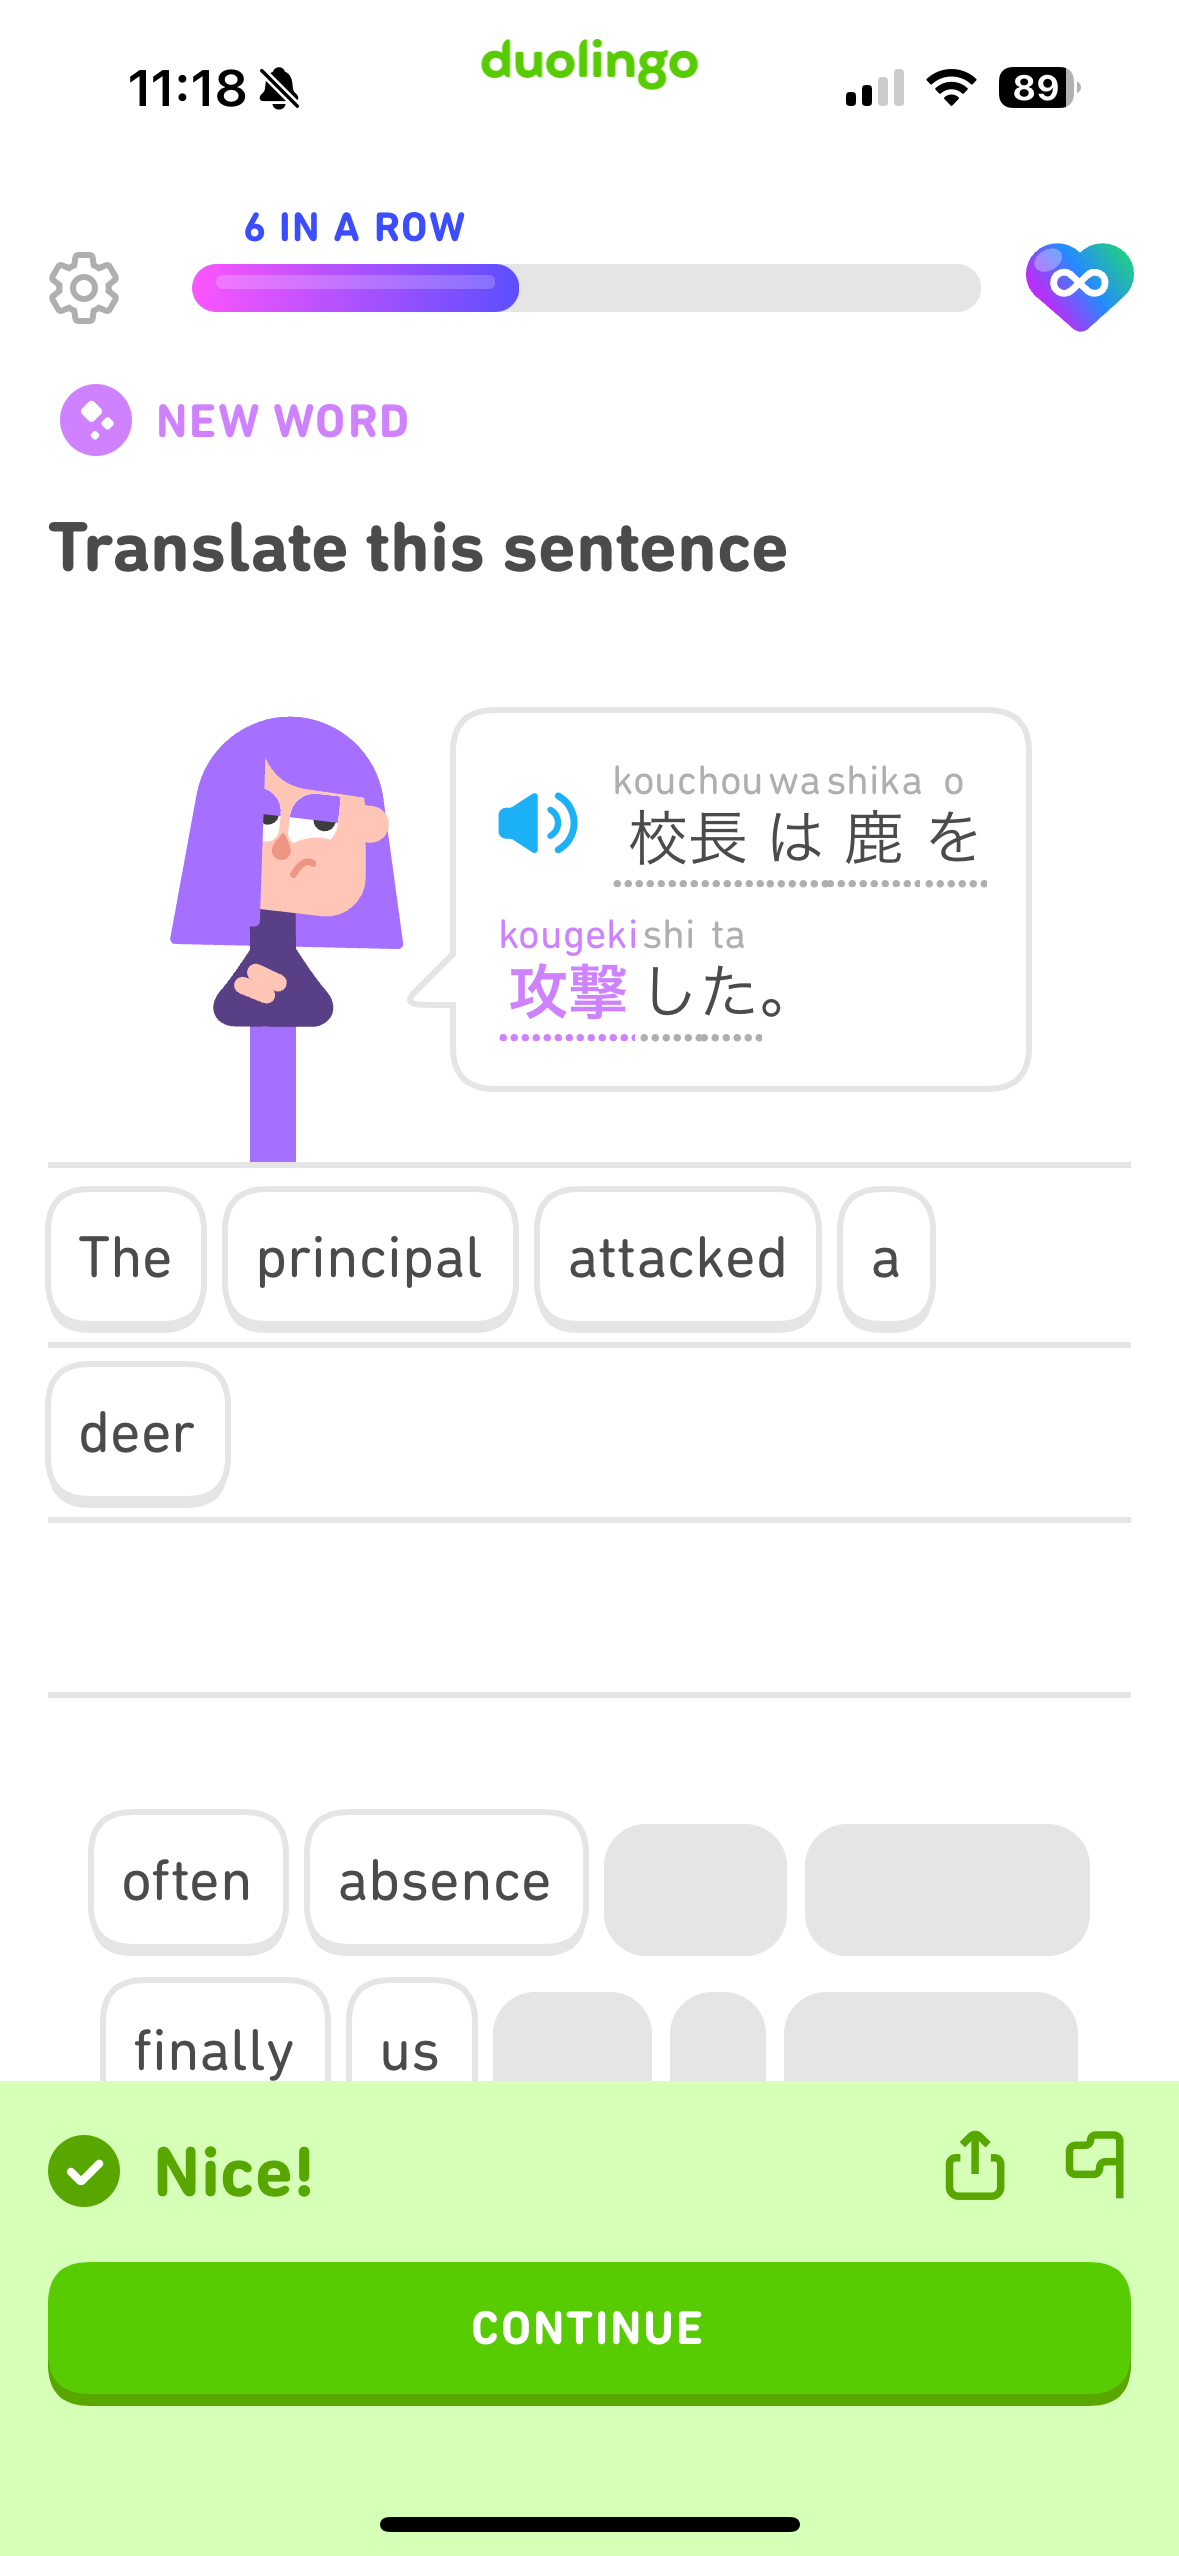 duolingo
11:18
89
6 IN A ROW
NEW WORD
Translate this sentence
kouchou wa shika o
校長 は 鹿 を
kougeki shi ta
攻撃 した。
The principal attacked a
deer
often absence
finally us
Nice!
CONTINUE